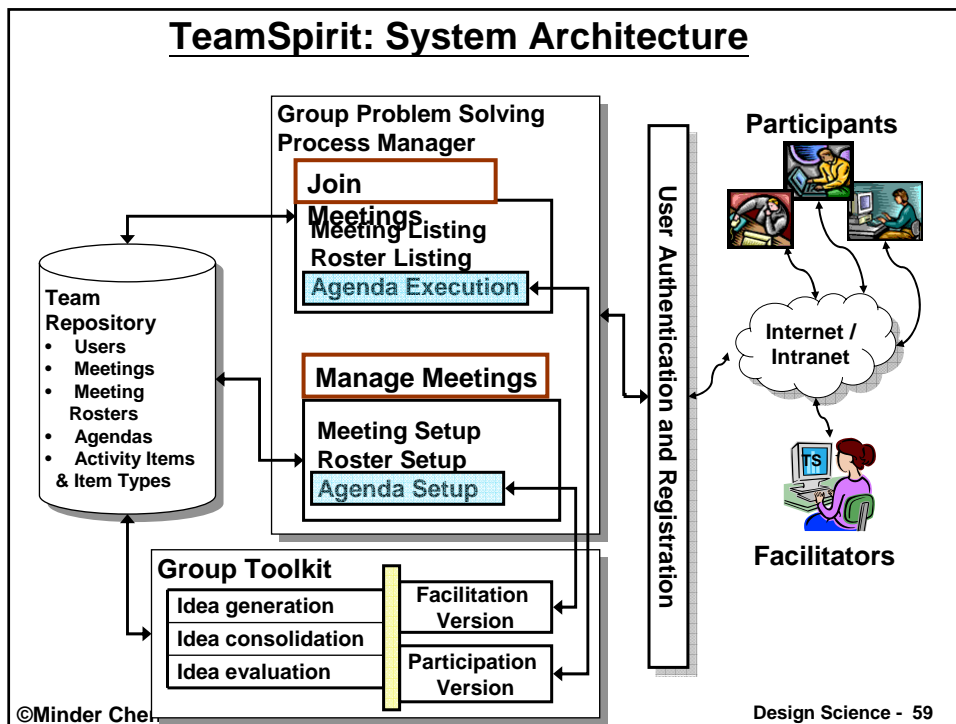 TeamSpirit: System Architecture
Group Problem Solving
Process Manager
Join
Meetings
Meeting Listing
Roster Listing
Agenda Execution
Manage Meetings
Meeting Setup
Roster Setup
Agenda Setup
Team
Repository
• Users
• Meetings
• Meeting
Rosters
• Agendas
• Activity Items
& Item Types
Group Toolkit
Idea generation
Idea consolidation
Idea evaluation
Facilitation
Version
Participation
Version
User Authentication and Registration
Participants
Internet /
Intranet
TS
Facilitators
©Minder Chen
Design Science - 59